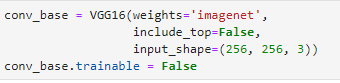 conv_base = VGG16(weights='imagenet',
include_top=False,
input_shape=(256, 256, 3))
conv_base.trainable = False